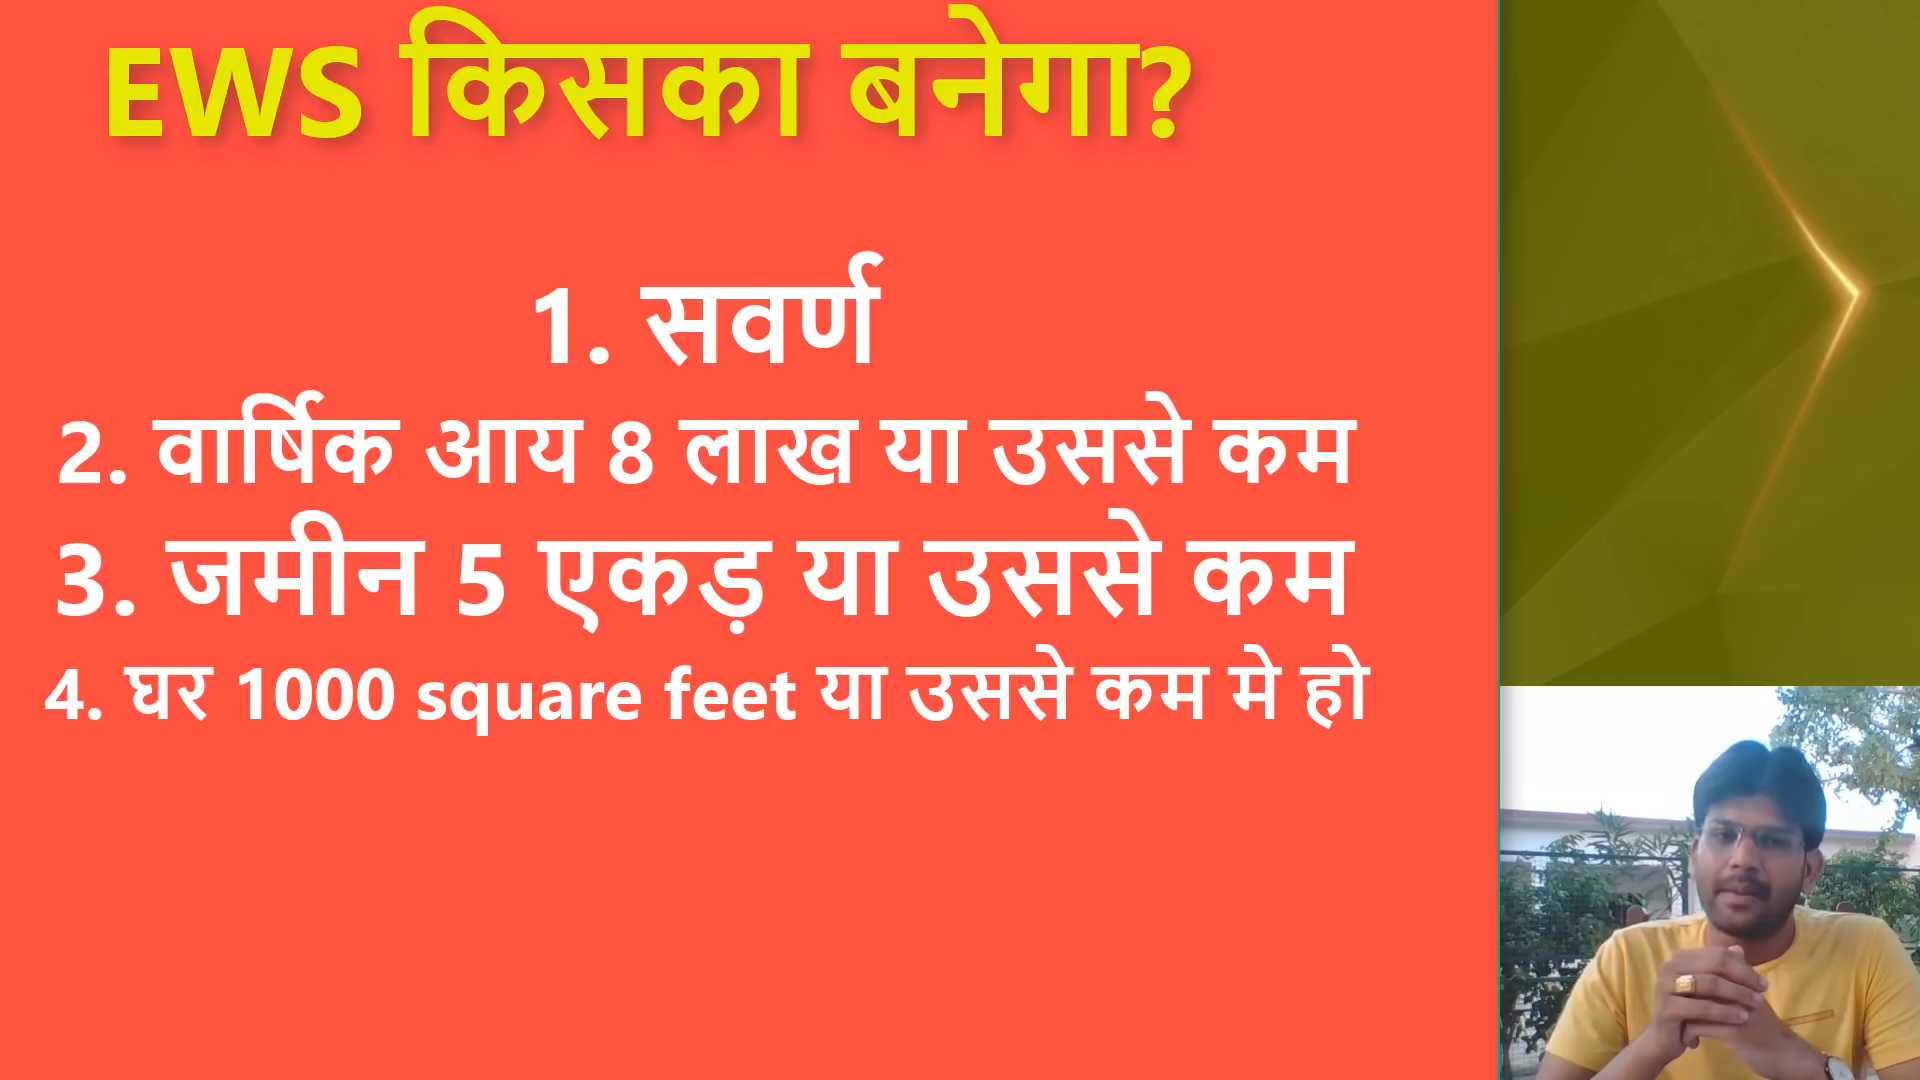 EWS किसका बनेगा?
1. सवर्ण
2. वार्षिक आय 8 लाख या उससे कम
3. जमीन 5 एकड़ या उससे कम
4. घर 1000 square feet या उससे कम मे हो